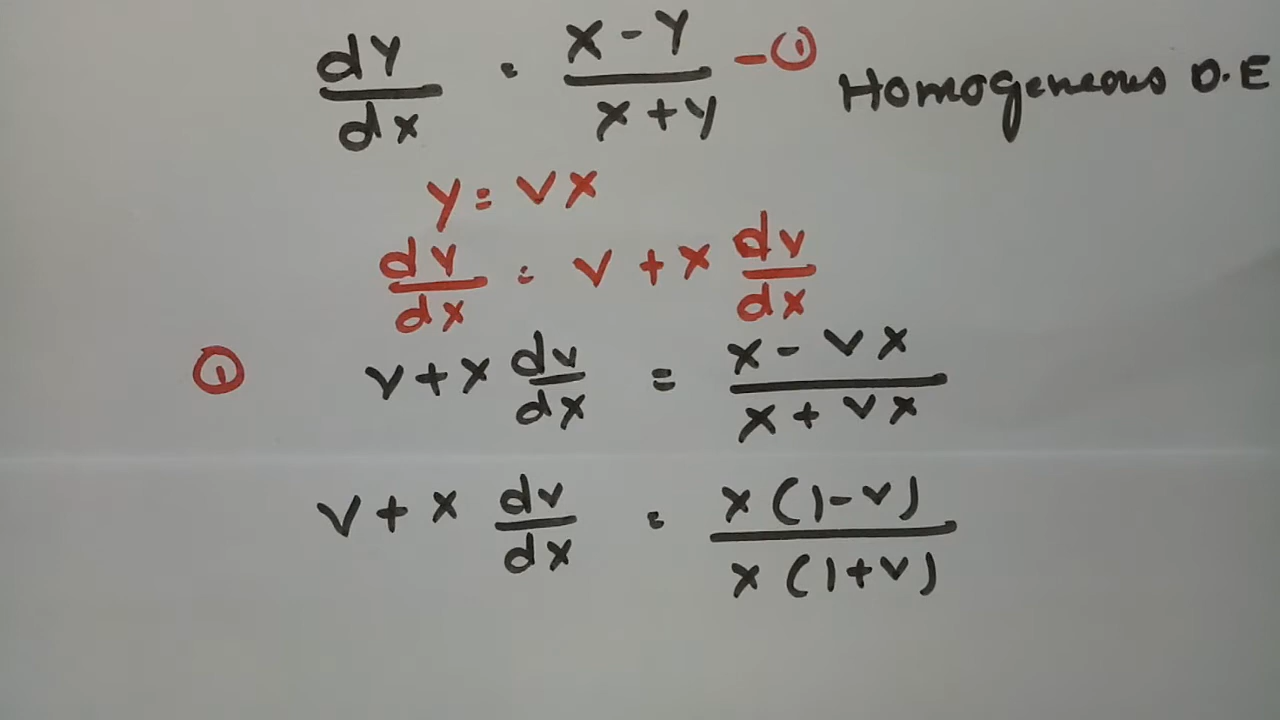 dy/dx = (x-y)/(x+y) -① Homogeneous D.E
y = vx
dy/dx = v + x dv/dx
① v + x dv/dx = (x - vx)/(x + vx)
v + x dv/dx = x(1-v)/x(1+v)